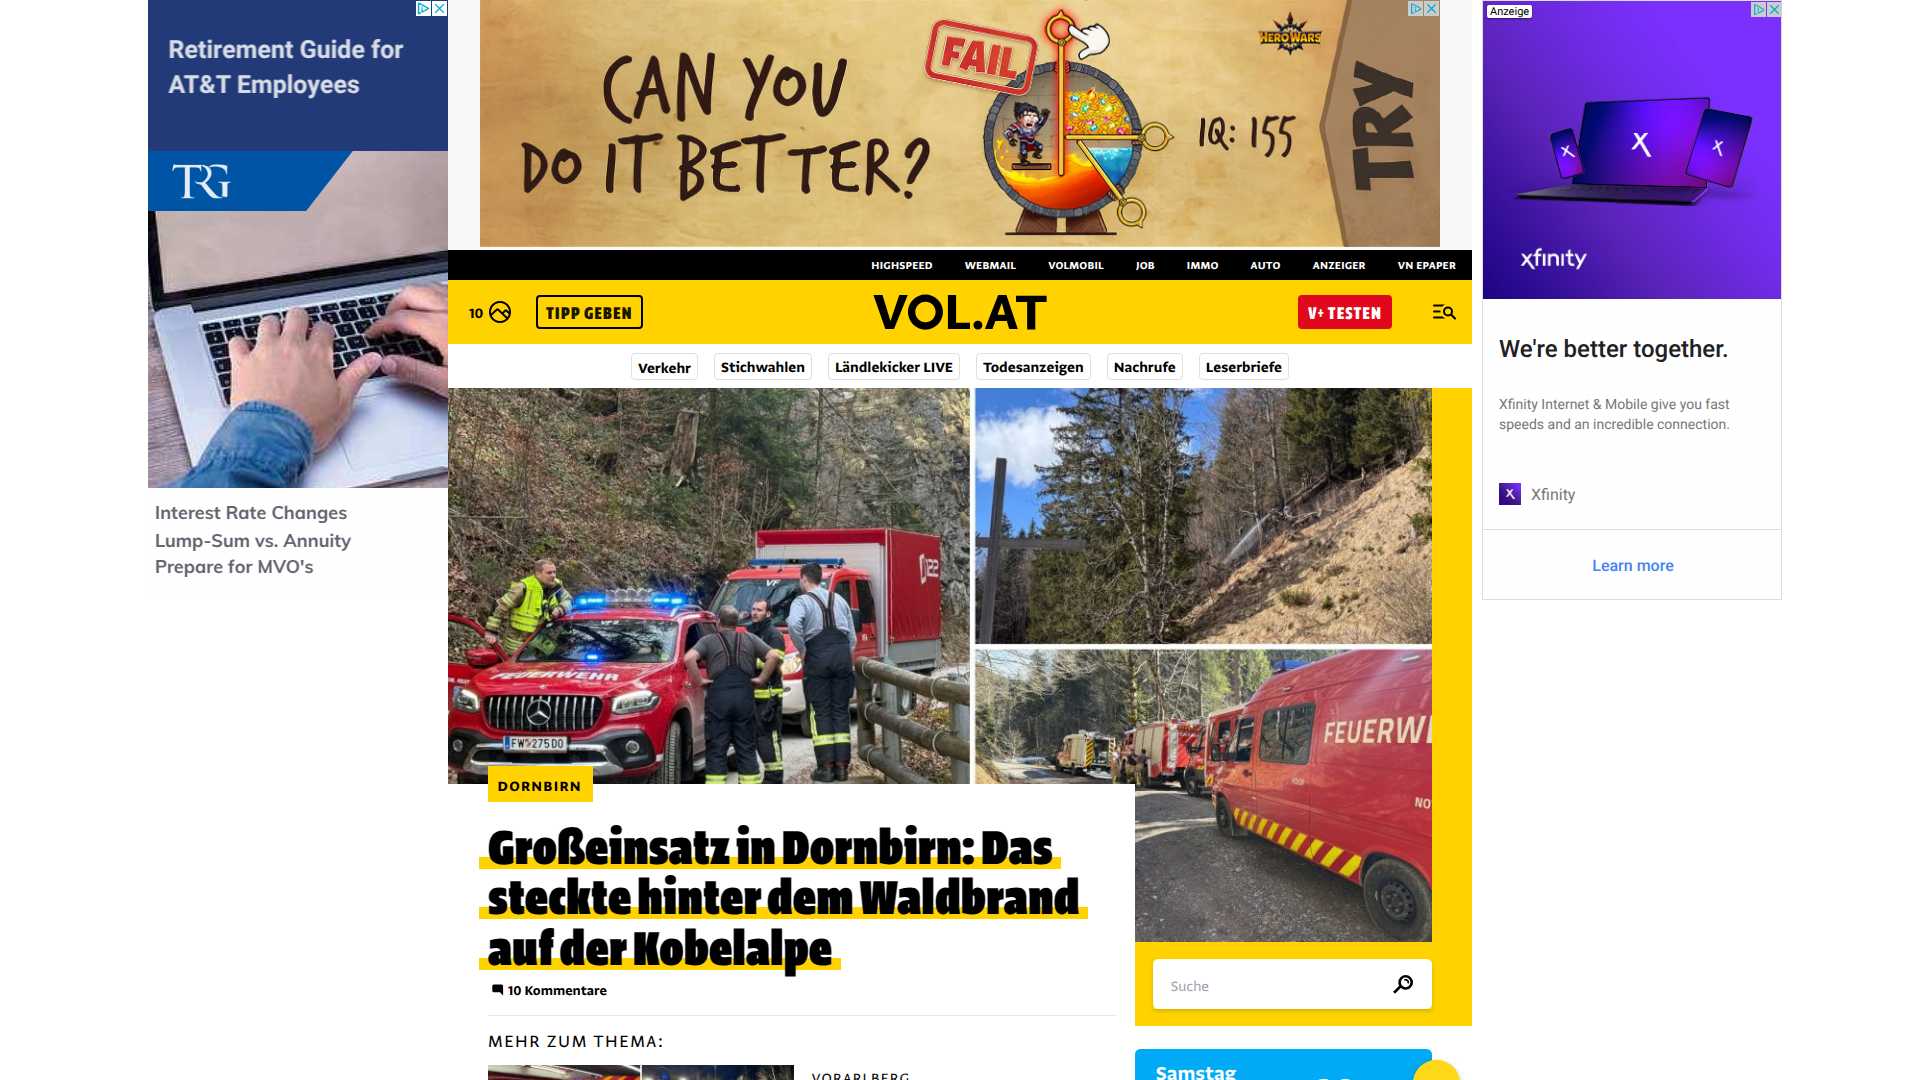 Retirement Guide for
AT&T Employees
TRG
Interest Rate Changes
Lump-Sum vs. Annuity
Prepare for MVO's
CAN YOU
DO IT BETTER?
FAIL
IQ: 155
HERO WARS
TRY
Anzeige
X
X
X
xfinity
We're better together.
Xfinity Internet & Mobile give you fast
speeds and an incredible connection.
X
Xfinity
Learn more
HIGHSPEED WEBMAIL VOLMOBIL JOB IMMO AUTO ANZEIGER VN EPAPER
10
TIPP GEBEN
VOL.AT
V+ TESTEN
Verkehr Stichwahlen Ländlekicker LIVE Todesanzeigen Nachrufe Leserbriefe
VF
FEUERWEHR
FW-275DO
FEUERW
NO
DORNBIRN
Großeinsatz in Dornbirn: Das
steckte hinter dem Waldbrand
auf der Kobelalpe
10 Kommentare
MEHR ZUM THEMA:
VORARLBERG
Suche
Samstag